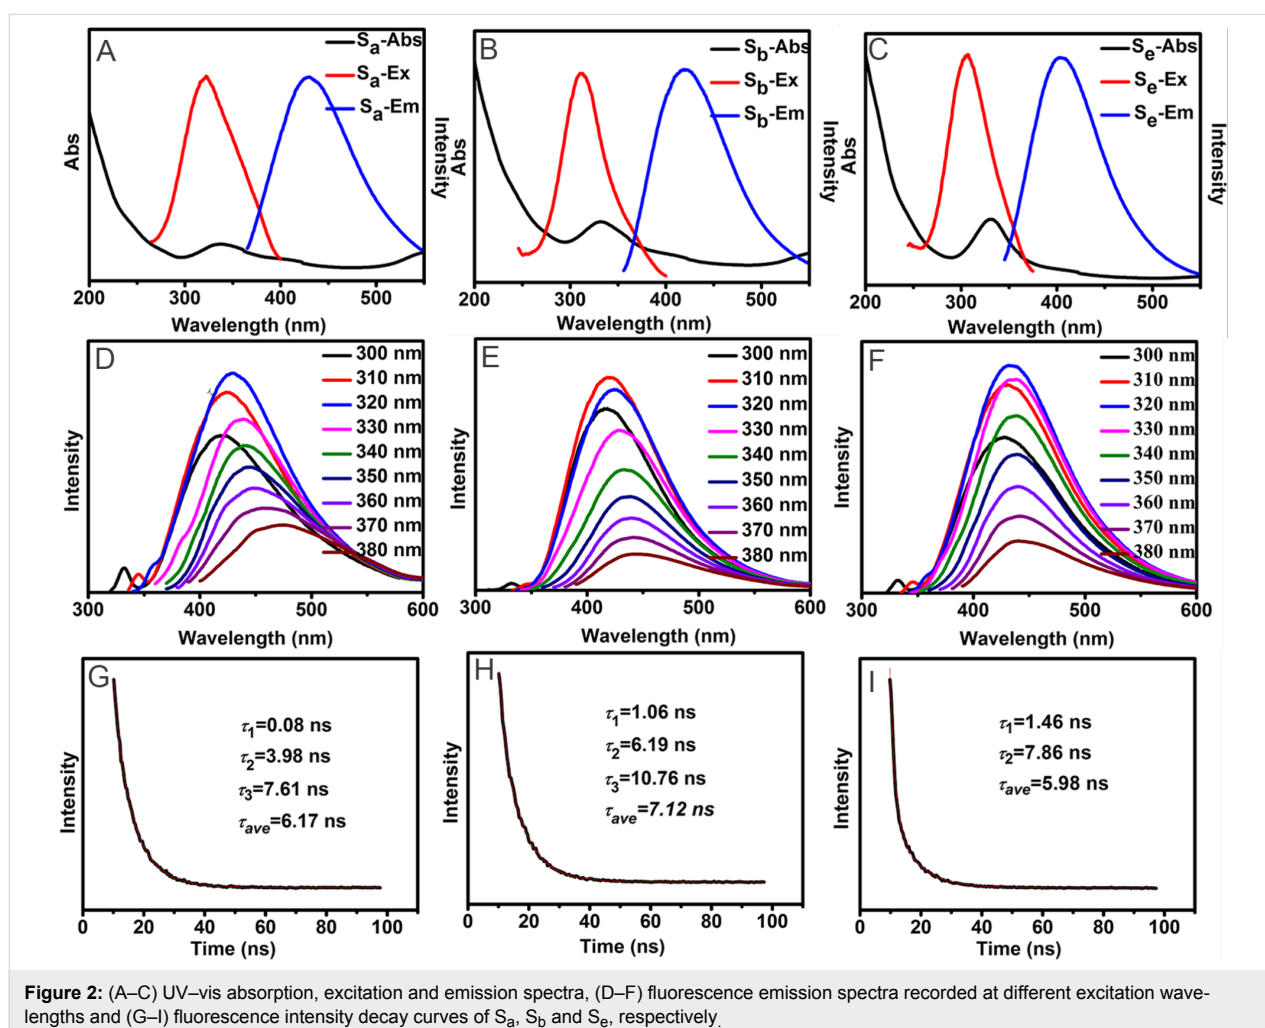 A
Sa-Abs
Sa-Ex
Sa-Em
Abs
Intensity
200 300 400 500
Wavelength (nm)
B
Sb-Abs
Sb-Ex
Sb-Em
Abs
Intensity
200 300 400 500
Wavelength (nm)
C
Se-Abs
Se-Ex
Se-Em
Abs
Intensity
200 300 400 500
Wavelength (nm)
D
300 nm
310 nm
320 nm
330 nm
340 nm
350 nm
360 nm
370 nm
380 nm
Intensity
300 400 500 600
Wavelength (nm)
E
300 nm
310 nm
320 nm
330 nm
340 nm
350 nm
360 nm
370 nm
380 nm
Intensity
300 400 500 600
Wavelength (nm)
F
300 nm
310 nm
320 nm
330 nm
340 nm
350 nm
360 nm
370 nm
380 nm
Intensity
300 400 500 600
Wavelength (nm)
G
τ1=0.08 ns
τ2=3.98 ns
τ3=7.61 ns
τave=6.17 ns
Intensity
0 20 40 60 80 100
Time (ns)
H
τ1=1.06 ns
τ2=6.19 ns
τ3=10.76 ns
τave=7.12 ns
Intensity
0 20 40 60 80 100
Time (ns)
I
τ1=1.46 ns
τ2=7.86 ns
τave=5.98 ns
Intensity
0 20 40 60 80 100
Time (ns)
Figure 2: (A–C) UV–vis absorption, excitation and emission spectra, (D–F) fluorescence emission spectra recorded at different excitation wave-
lengths and (G–I) fluorescence intensity decay curves of Sa, Sb and Se, respectively.